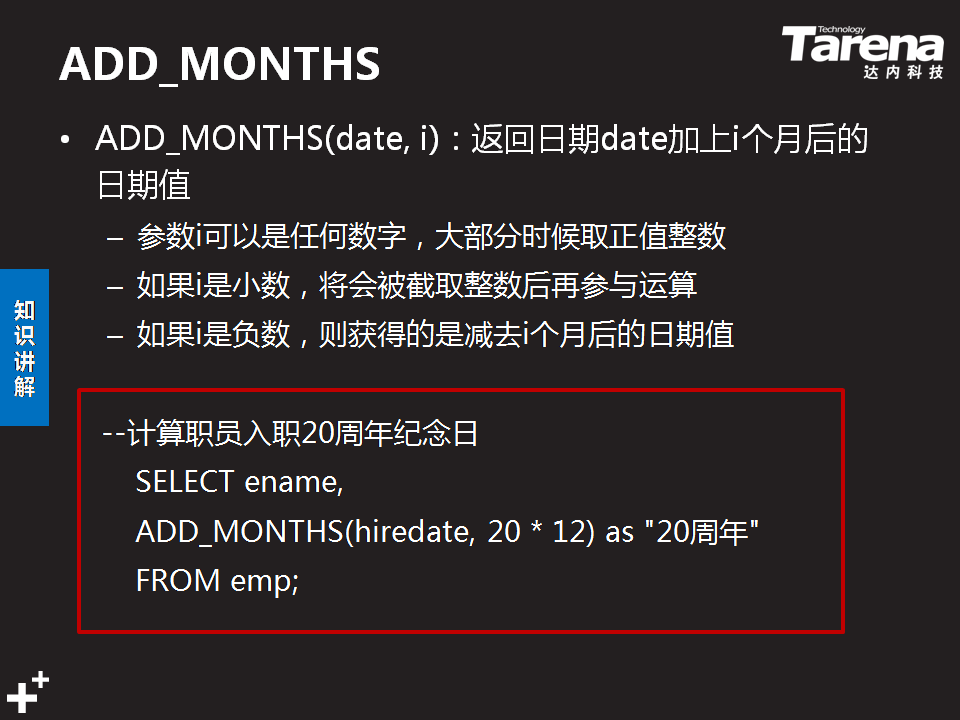 ADD_MONTHS
Technology
Tarena
达内科技
• ADD_MONTHS(date, i)：返回日期date加上i个月后的
日期值
– 参数i可以是任何数字，大部分时候取正值整数
– 如果i是小数，将会被截取整数后再参与运算
– 如果i是负数，则获得的是减去i个月后的日期值
知识讲解
--计算职员入职20周年纪念日
SELECT ename,
ADD_MONTHS(hiredate, 20 * 12) as "20周年"
FROM emp;